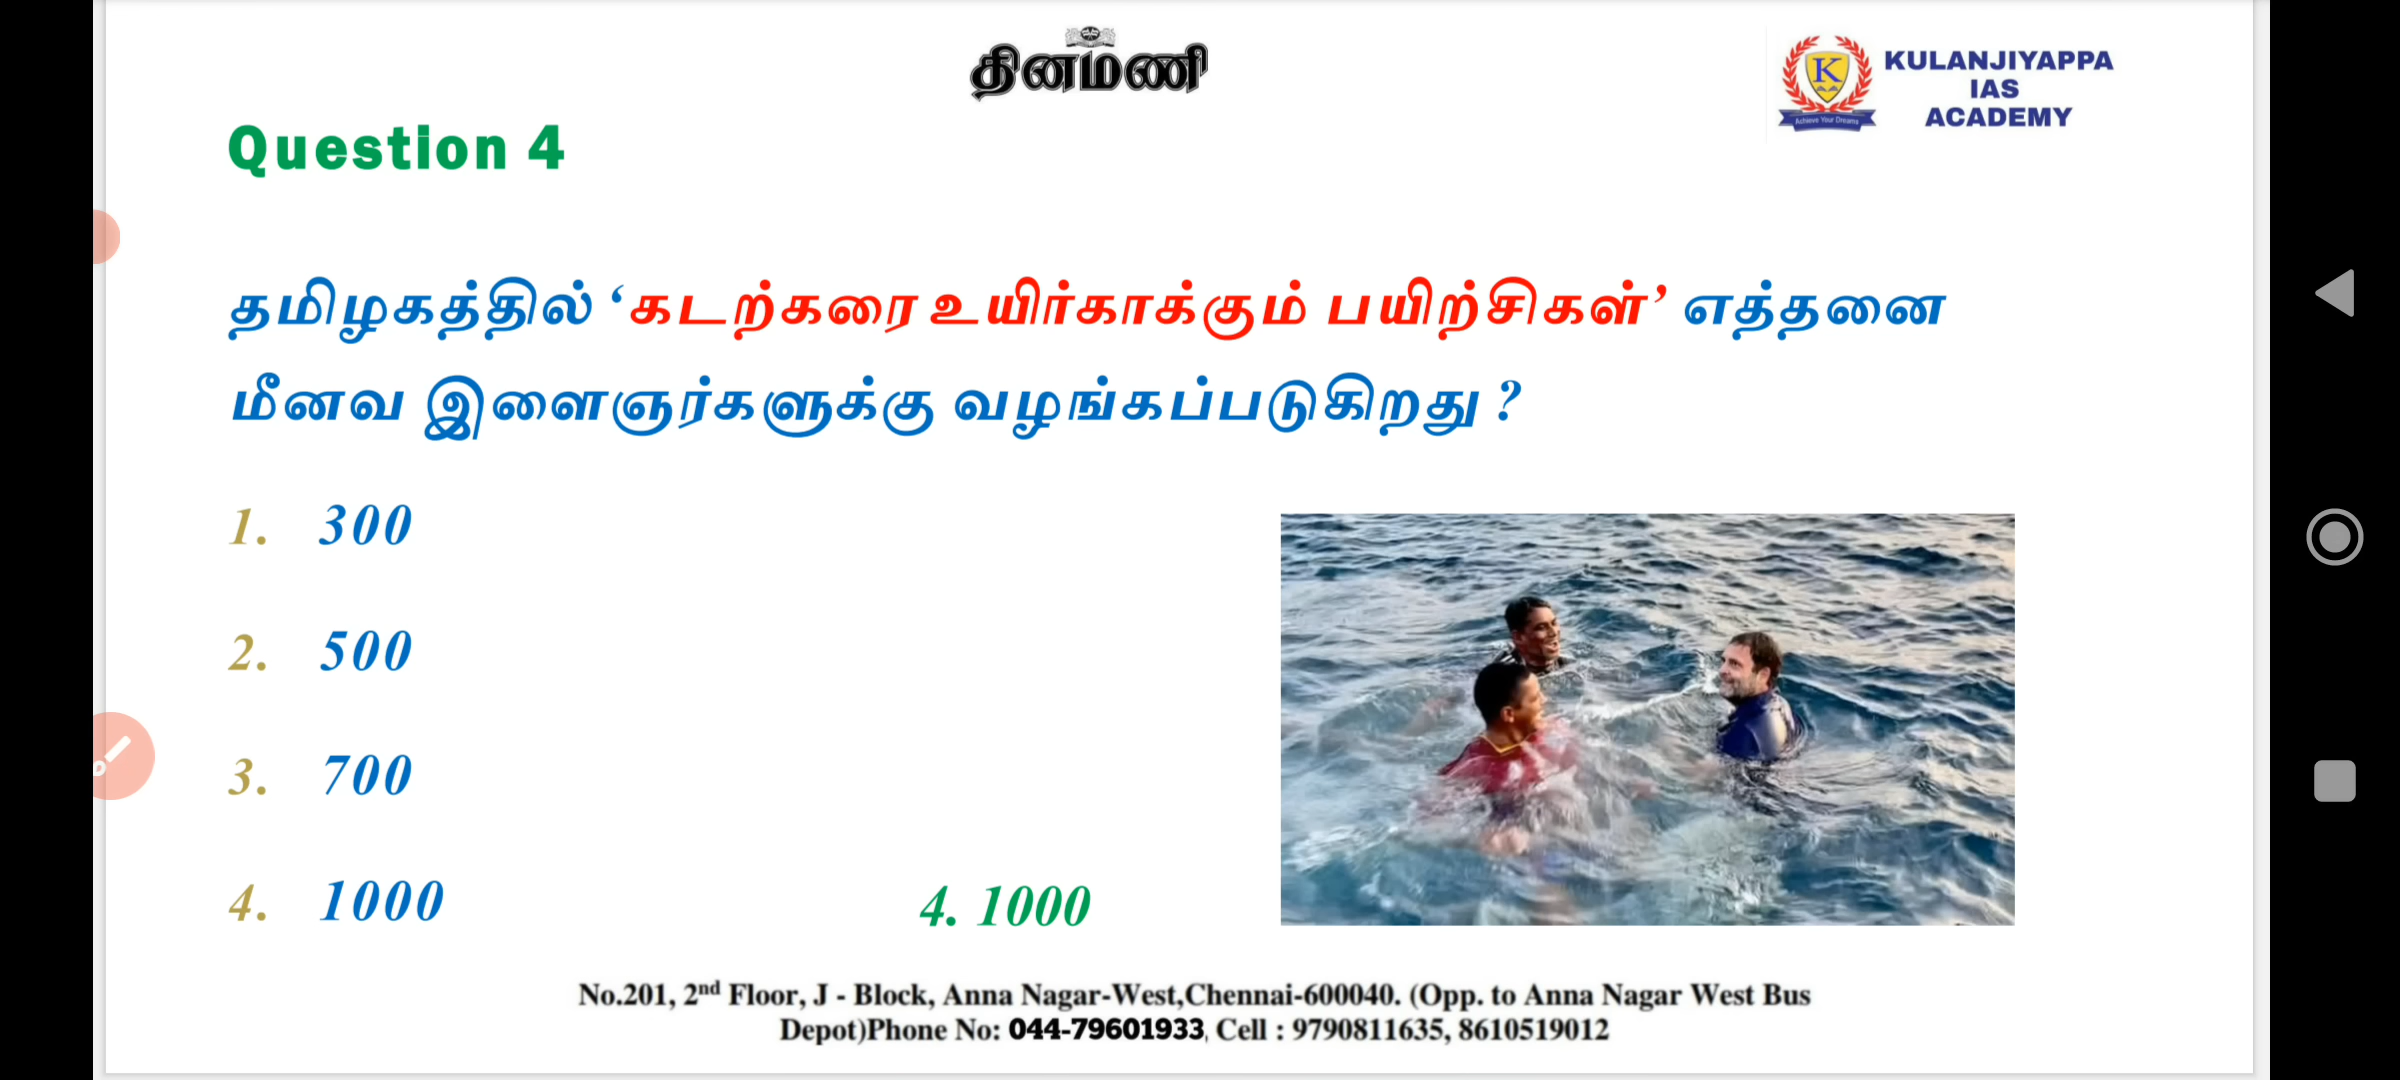 தினமணி
KULANJIYAPPA
IAS
ACADEMY
K
Achieve Your Dreams
Question 4
தமிழகத்தில் ‘கடற்கரை உயிர்காக்கும் பயிற்சிகள்’ எத்தனை
மீனவ இளைஞர்களுக்கு வழங்கப்படுகிறது ?
1. 300
2. 500
3. 700
4. 1000
4. 1000
No.201, 2nd Floor, J - Block, Anna Nagar-West,Chennai-600040. (Opp. to Anna Nagar West Bus
Depot)Phone No: 044-79601933, Cell : 9790811635, 8610519012